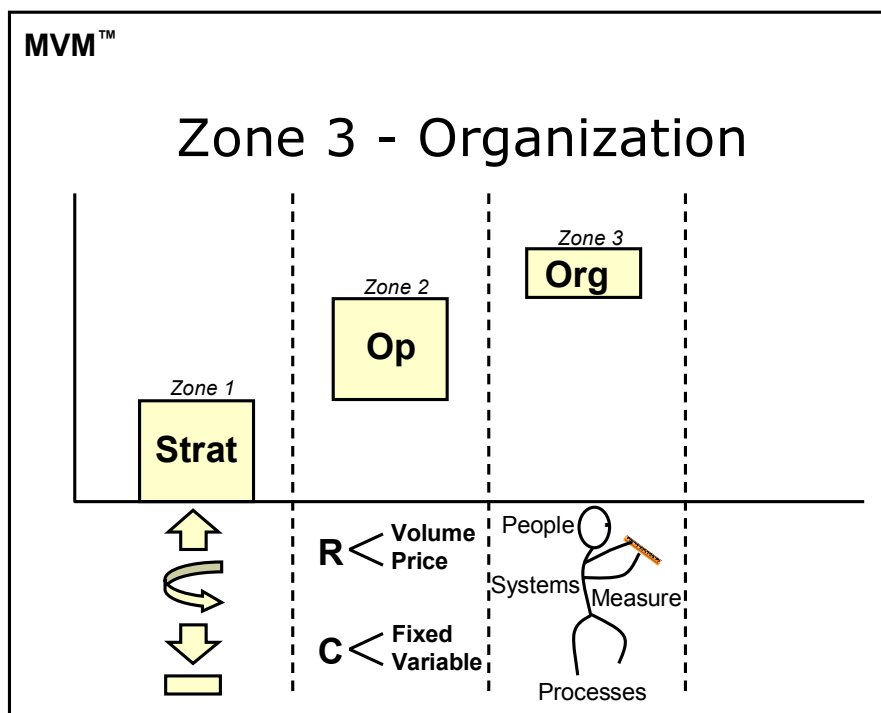 MVM™
Zone 3 - Organization
Zone 3
Org
Zone 2
Op
Zone 1
Strat
R
Volume
Price
C
Fixed
Variable
People
Systems
Measure
Processes